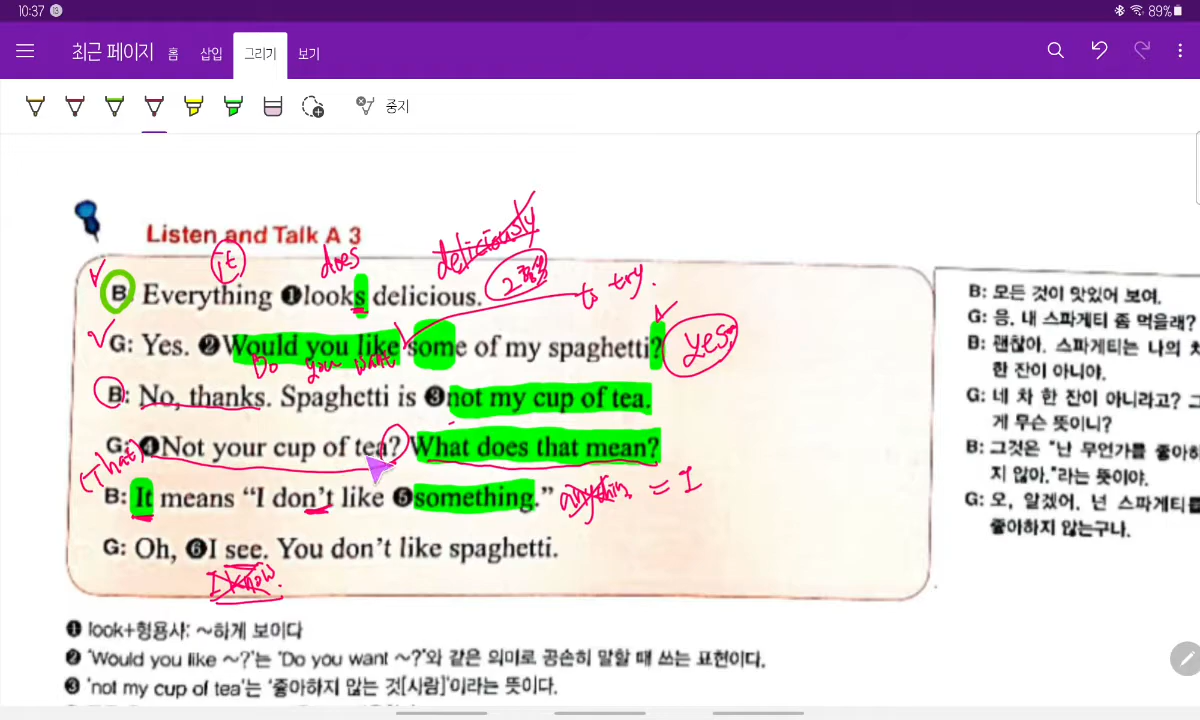 10:37
89%
최근 페이지 홈 삽입 그리기 보기
중지
deliciously
Listen and Talk A 3
it does
2형식 to try.
B: Everything ❶looks delicious.
G: Yes. ❷Would you like some of my spaghetti? yes.
Do you want
B: No, thanks. Spaghetti is ❸not my cup of tea.
G: ❹Not your cup of tea? What does that mean?
(That)
B: It means “I don’t like ❺something.” anything = I
G: Oh, ❻I see. You don’t like spaghetti.
I know.
B: 모든 것이 맛있어 보여.
G: 응. 내 스파게티 좀 먹을래?
B: 괜찮아. 스파게티는 나의 차
한 잔이 아니야.
G: 네 차 한 잔이 아니라고? 그
게 무슨 뜻이니?
B: 그것은 “난 무언가를 좋아하
지 않아.”라는 뜻이야.
G: 오, 알겠어, 넌 스파게티를
좋아하지 않는구나.
❶ look+형용사: ~하게 보이다
❷ ‘Would you like ~?’는 ‘Do you want ~?’와 같은 의미로 공손히 말할 때 쓰는 표현이다.
❸ ‘not my cup of tea’는 ‘좋아하지 않는 것[사람]’이라는 뜻이다.